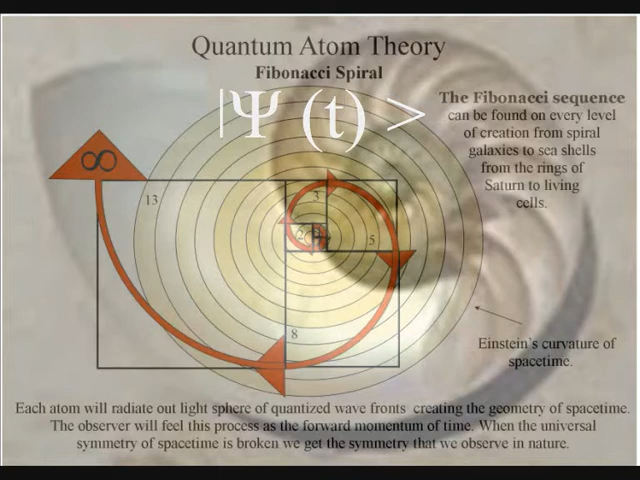 Quantum Atom Theory
Fibonacci Spiral
|Ψ (t) >
The Fibonacci sequence
can be found on every level
of creation from spiral
galaxies to sea shells
from the rings of
Saturn to living
cells.
∞
13
3
2
5
8
Einstein's curvature of
spacetime.
Each atom will radiate out light sphere of quantized wave fronts creating the geometry of spacetime.
The observer will feel this process as the forward momentum of time. When the universal
symmetry of spacetime is broken we get the symmetry that we observe in nature.